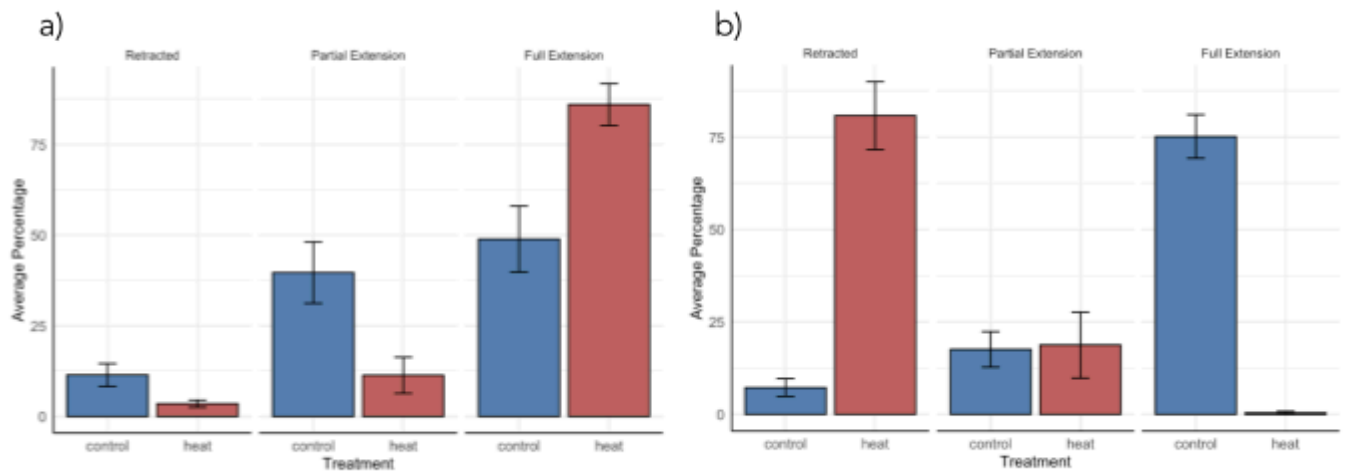 a)
Retracted Partial Extension Full Extension
Average Percentage
75
50
25
0
control heat control heat control heat
Treatment
b)
Retracted Partial Extension Full Extension
Average Percentage
75
50
25
0
control heat control heat control heat
Treatment